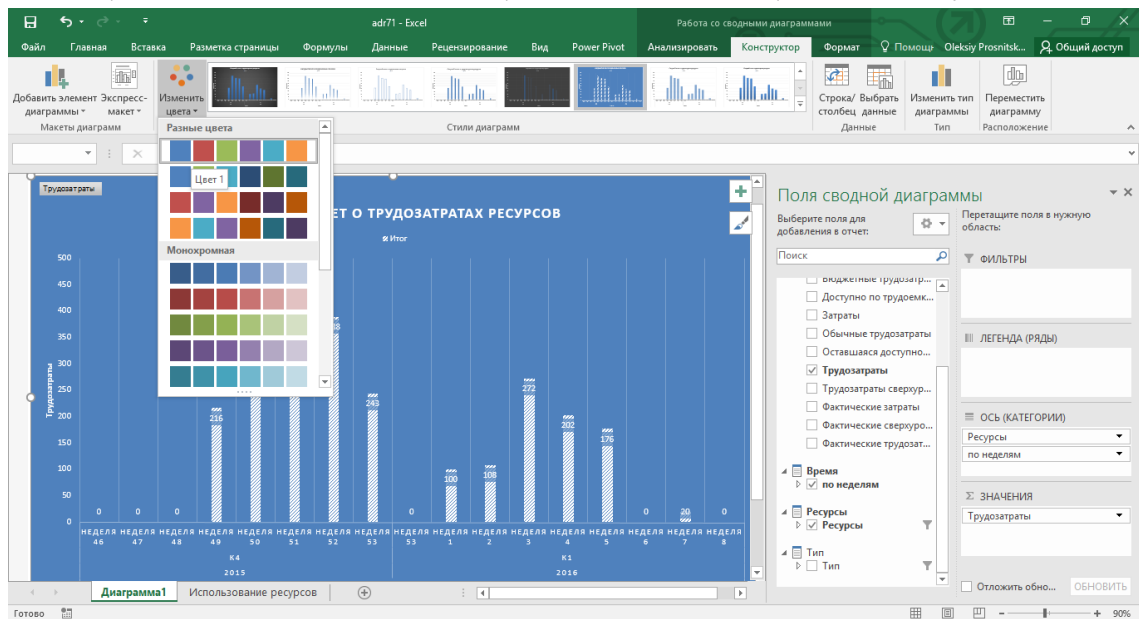 adr71 - Excel
Работа со сводными диаграммами
Файл Главная Вставка Разметка страницы Формулы Данные Рецензирование Вид Power Pivot Анализировать Конструктор Формат Помощь Oleksiy Prosnitsk... Общий доступ
Добавить элемент диаграммы
Экспресс-макет
Изменить цвета
Строка/столбец
Выбрать данные
Изменить тип диаграммы
Переместить диаграмму
Макеты диаграмм
Стили диаграмм
Данные
Тип
Расположение
Разные цвета
Цвет 1
Монохромная
Трудозатраты
ЕТ О ТРУДОЗАТРАТАХ РЕСУРСОВ
Итог
Трудозатраты
500
450
400
350
300
250
200
150
100
50
0
0 0 0 216 243 0 100 108 272 202 176 0 20 0
НЕДЕЛЯ 46 НЕДЕЛЯ 47 НЕДЕЛЯ 48 НЕДЕЛЯ 49 НЕДЕЛЯ 50 НЕДЕЛЯ 51 НЕДЕЛЯ 52 НЕДЕЛЯ 53 НЕДЕЛЯ 53 НЕДЕЛЯ 1 НЕДЕЛЯ 2 НЕДЕЛЯ 3 НЕДЕЛЯ 4 НЕДЕЛЯ 5 НЕДЕЛЯ 6 НЕДЕЛЯ 7 НЕДЕЛЯ 8
К4 К1
2015 2016
Поля сводной диаграммы
Выберите поля для
добавления в отчет:
Поиск
Бюджетные трудозатр...
Доступно по трудоемк...
Затраты
Обычные трудозатраты
Оставшаяся доступно...
Трудозатраты
Трудозатраты сверхур...
Фактические затраты
Фактические сверхуро...
Фактические трудозат...
Время
по неделям
Ресурсы
Ресурсы
Тип
Тип
Перетащите поля в нужную
область:
ФИЛЬТРЫ
ЛЕГЕНДА (РЯДЫ)
ОСЬ (КАТЕГОРИИ)
Ресурсы
по неделям
Σ ЗНАЧЕНИЯ
Трудозатраты
Отложить обно... ОБНОВИТЬ
Диаграмма1 Использование ресурсов
Готово
90%